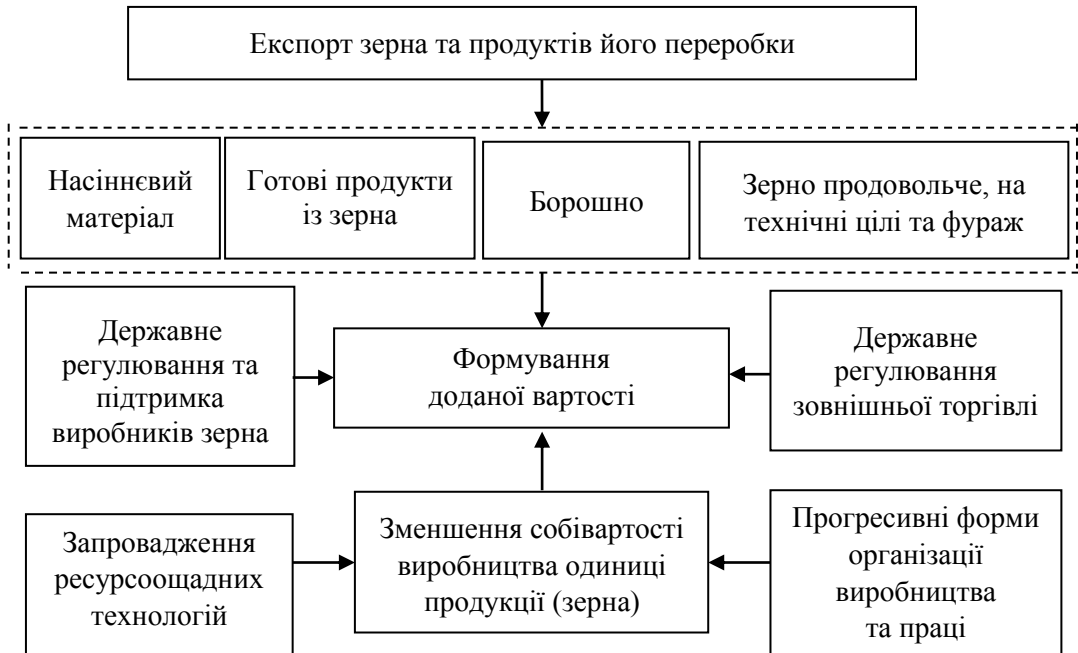 Експорт зерна та продуктів його переробки
Насіннєвий
матеріал
Готові продукти
із зерна
Борошно
Зерно продовольче, на
технічні цілі та фураж
Державне
регулювання та
підтримка
виробників зерна
Формування
доданої вартості
Державне
регулювання
зовнішньої торгівлі
Запровадження
ресурсоощадних
технологій
Зменшення собівартості
виробництва одиниці
продукції (зерна)
Прогресивні форми
організації
виробництва
та праці